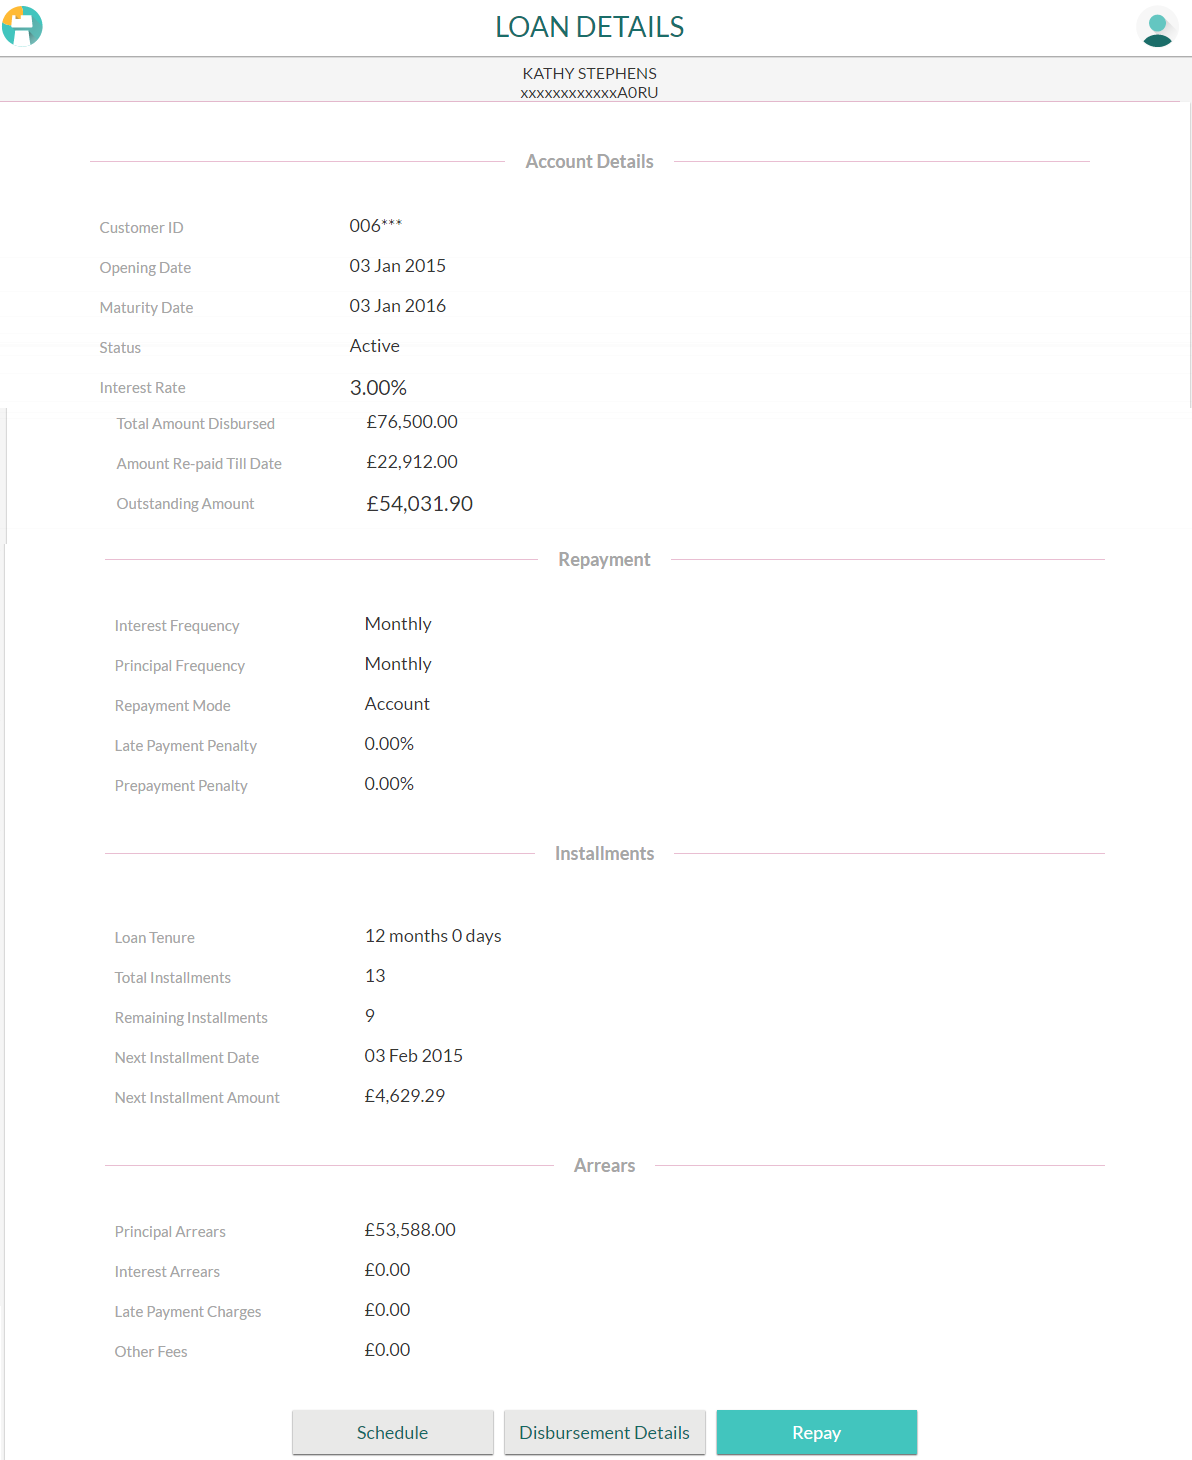 LOAN DETAILS
KATHY STEPHENS
xxxxxxxxxxxxA0RU
Account Details
Customer ID 006***
Opening Date 03 Jan 2015
Maturity Date 03 Jan 2016
Status Active
Interest Rate 3.00%
Total Amount Disbursed £76,500.00
Amount Re-paid Till Date £22,912.00
Outstanding Amount £54,031.90
Repayment
Interest Frequency Monthly
Principal Frequency Monthly
Repayment Mode Account
Late Payment Penalty 0.00%
Prepayment Penalty 0.00%
Installments
Loan Tenure 12 months 0 days
Total Installments 13
Remaining Installments 9
Next Installment Date 03 Feb 2015
Next Installment Amount £4,629.29
Arrears
Principal Arrears £53,588.00
Interest Arrears £0.00
Late Payment Charges £0.00
Other Fees £0.00
Schedule Disbursement Details Repay